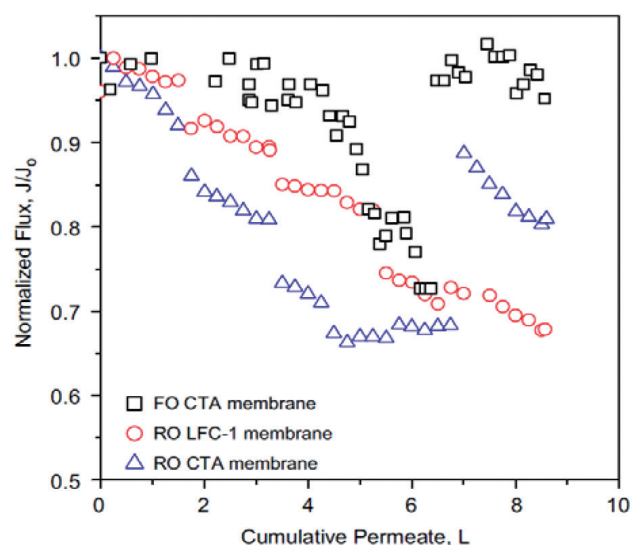 1.0
0.9
0.8
0.7
0.6
0.5
Normalized Flux, J/J₀
FO CTA membrane
RO LFC-1 membrane
RO CTA membrane
0 2 4 6 8 10
Cumulative Permeate, L